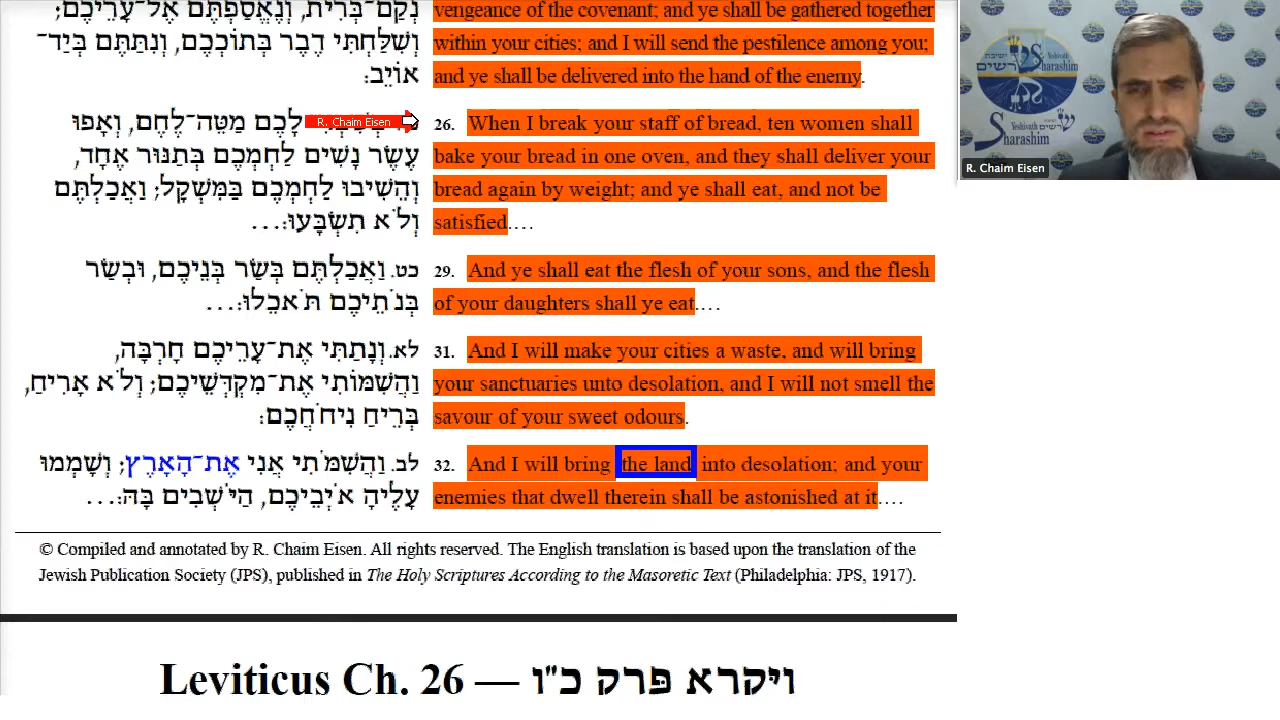 נְקַם־בְּרִית, וְנֶאֱסַפְתֶּם אֶל־עָרֵיכֶם;
וְשִׁלַּחְתִּי דֶבֶר בְּתוֹכְכֶם, וְנִתַּתֶּם בְּיַד־
אוֹיֵב:
vengeance of the covenant; and ye shall be gathered together
within your cities; and I will send the pestilence among you;
and ye shall be delivered into the hand of the enemy.
לָכֶם מַטֵּה־לֶחֶם, וְאָפוּ
עֶשֶׂר נָשִׁים לַחְמְכֶם בְּתַנּוּר אֶחָד,
וְהֵשִׁיבוּ לַחְמְכֶם בַּמִּשְׁקָל; וַאֲכַלְתֶּם
וְלֹא תִשְׂבָּעוּ:...
R. Chaim Eisen
26. When I break your staff of bread, ten women shall
bake your bread in one oven, and they shall deliver your
bread again by weight; and ye shall eat, and not be
satisfied....
כט. וַאֲכַלְתֶּם בְּשַׂר בְּנֵיכֶם, וּבְשַׂר
בְּנֹתֵיכֶם תֹּאכֵלוּ:...
29. And ye shall eat the flesh of your sons, and the flesh
of your daughters shall ye eat....
לא. וְנָתַתִּי אֶת־עָרֵיכֶם חָרְבָּה,
וַהֲשִׁמּוֹתִי אֶת־מִקְדְּשֵׁיכֶם; וְלֹא אָרִיחַ,
בְּרֵיחַ נִיחֹחֲכֶם:
31. And I will make your cities a waste, and will bring
your sanctuaries unto desolation, and I will not smell the
savour of your sweet odours.
לב. וַהֲשִׁמֹּתִי אֲנִי אֶת־הָאָרֶץ; וְשָׁמְמוּ
עָלֶיהָ אֹיְבֵיכֶם, הַיֹּשְׁבִים בָּהּ:...
32. And I will bring the land into desolation; and your
enemies that dwell therein shall be astonished at it....
© Compiled and annotated by R. Chaim Eisen. All rights reserved. The English translation is based upon the translation of the
Jewish Publication Society (JPS), published in The Holy Scriptures According to the Masoretic Text (Philadelphia: JPS, 1917).
Leviticus Ch. 26 — ויקרא פרק כ"ו
ישיבת שרשים
Yeshivath Sharashim
Yeshivath שרשים
Sharashim
R. Chaim Eisen